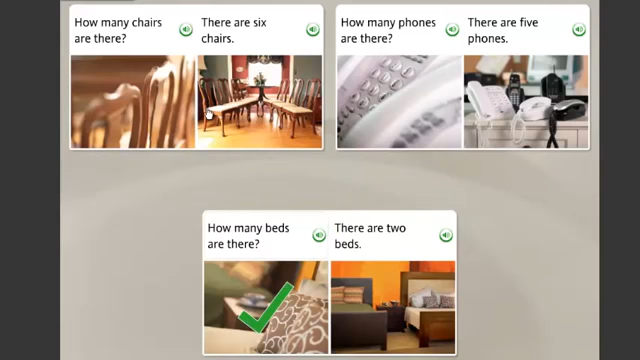 How many chairs
are there?
There are six
chairs.
How many phones
are there?
There are five
phones.
How many beds
are there?
There are two
beds.